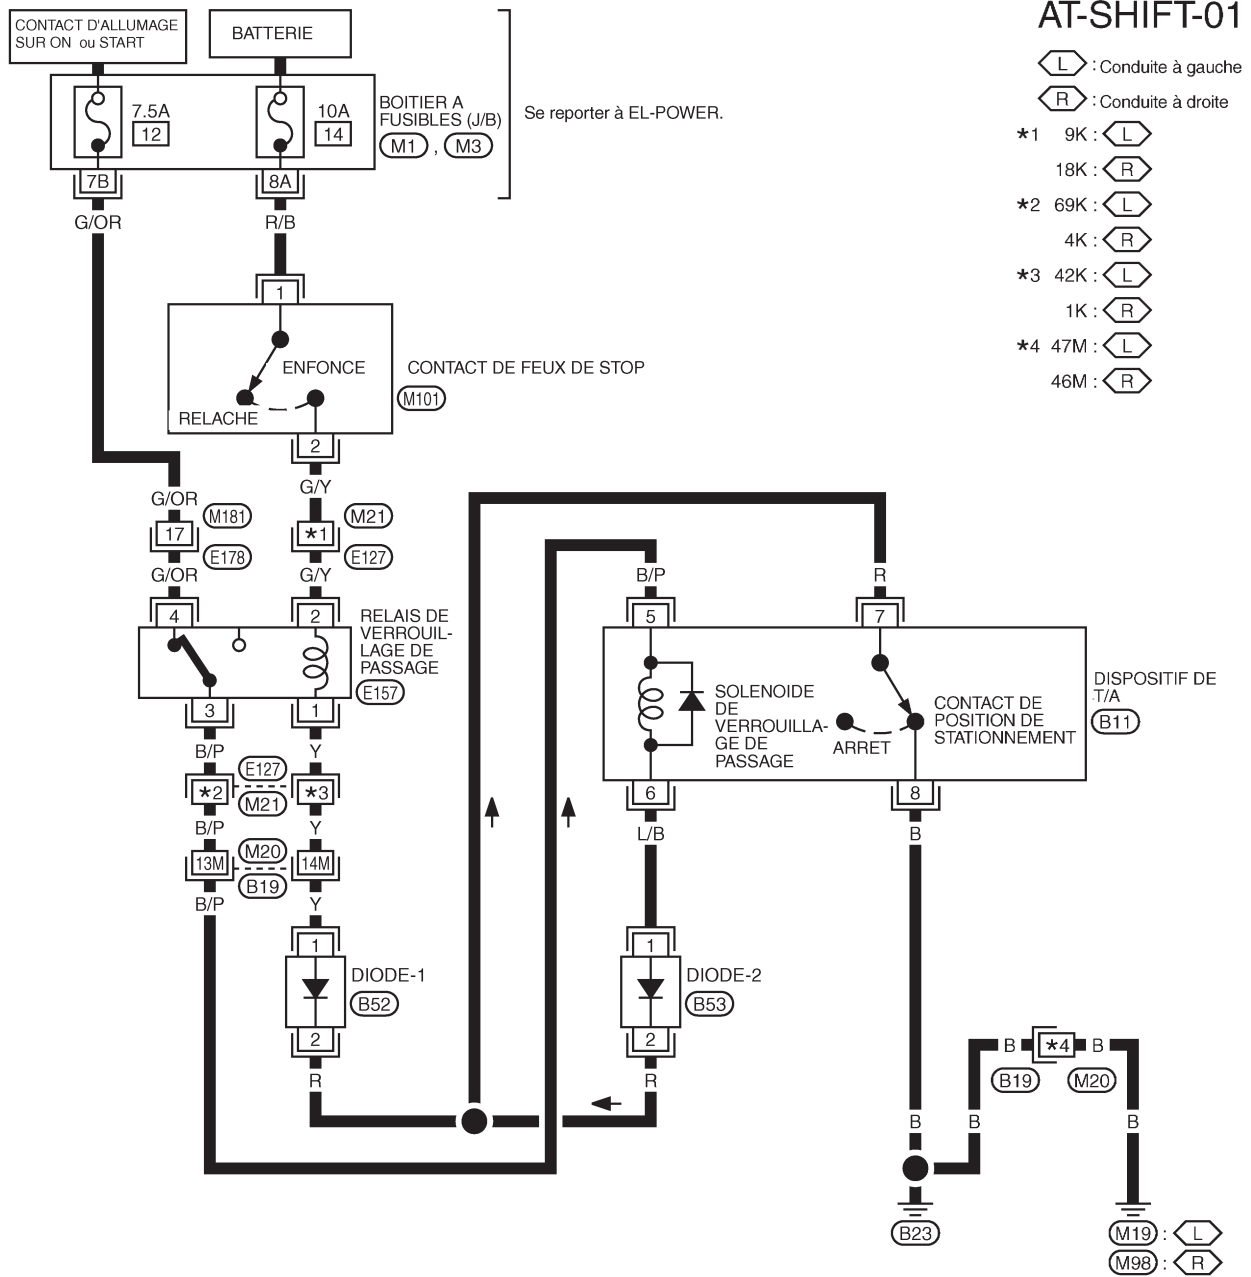 AT-SHIFT-01
CONTACT D'ALLUMAGE
SUR ON ou START
BATTERIE
L : Conduite à gauche
R : Conduite à droite
*1 9K : L
18K : R
*2 69K : L
4K : R
*3 42K : L
1K : R
*4 47M : L
46M : R
7.5A
12
10A
14
BOITIER A
FUSIBLES (J/B)
M1 , M3
Se reporter à EL-POWER.
7B
8A
G/OR
R/B
1
ENFONCE
RELACHE
CONTACT DE FEUX DE STOP
M101
2
G/Y
G/OR
M181
M21
17
*1
E178
E127
G/OR
G/Y
4
2
RELAIS DE
VERROUIL-
LAGE DE
PASSAGE
E157
3
1
B/P
Y
E127
*2
*3
M21
B/P
Y
M20
13M
14M
B19
B/P
Y
1
DIODE-1
B52
2
R
B/P
R
5
7
SOLENOIDE
DE
VERROUILLA-
GE DE
PASSAGE
ARRET
CONTACT DE
POSITION DE
STATIONNEMENT
DISPOSITIF DE
T/A
B11
6
8
L/B
B
1
DIODE-2
B53
2
R
B
*4
B
B19
M20
B
B
B
B23
M19 : L
M98 : R